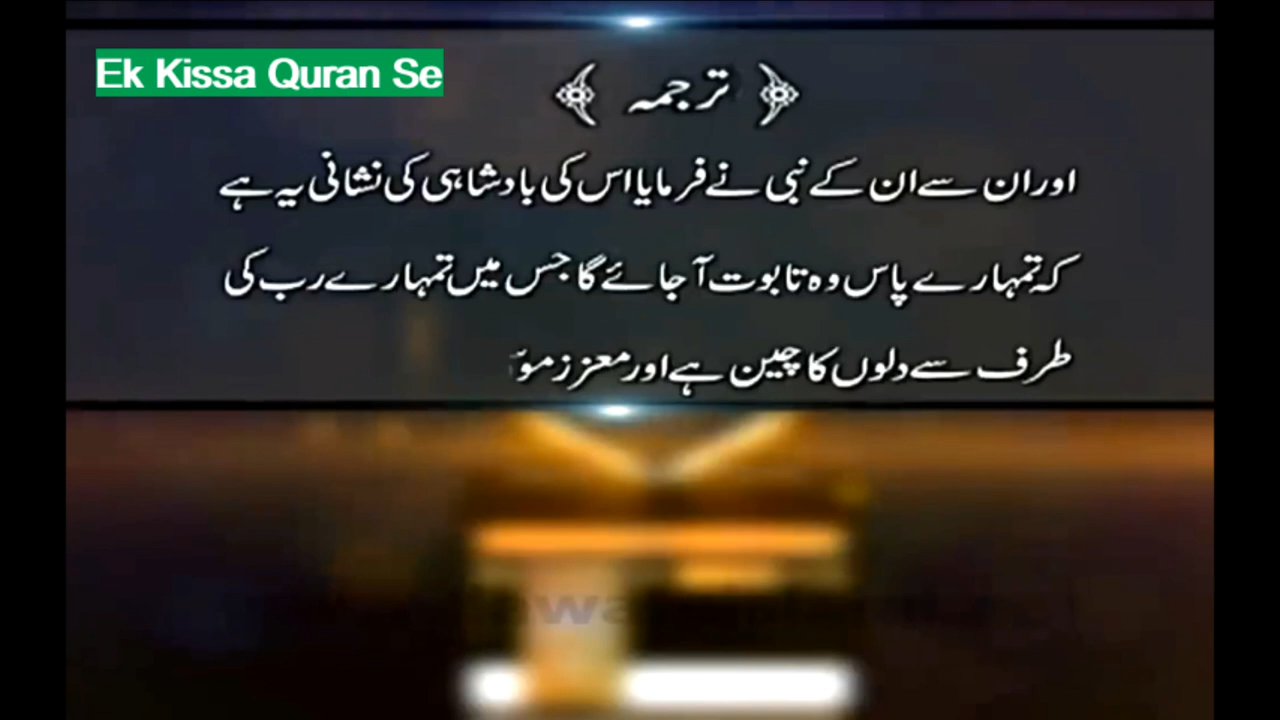 Ek Kissa Quran Se
ترجمہ
اور ان سے ان کے نبی نے فرمایا اس کی بادشاہی کی نشانی یہ ہے
کہ تمہارے پاس وہ تابوت آ جائے گا جس میں تمہارے رب کی
طرف سے دلوں کا چین ہے اور معزز